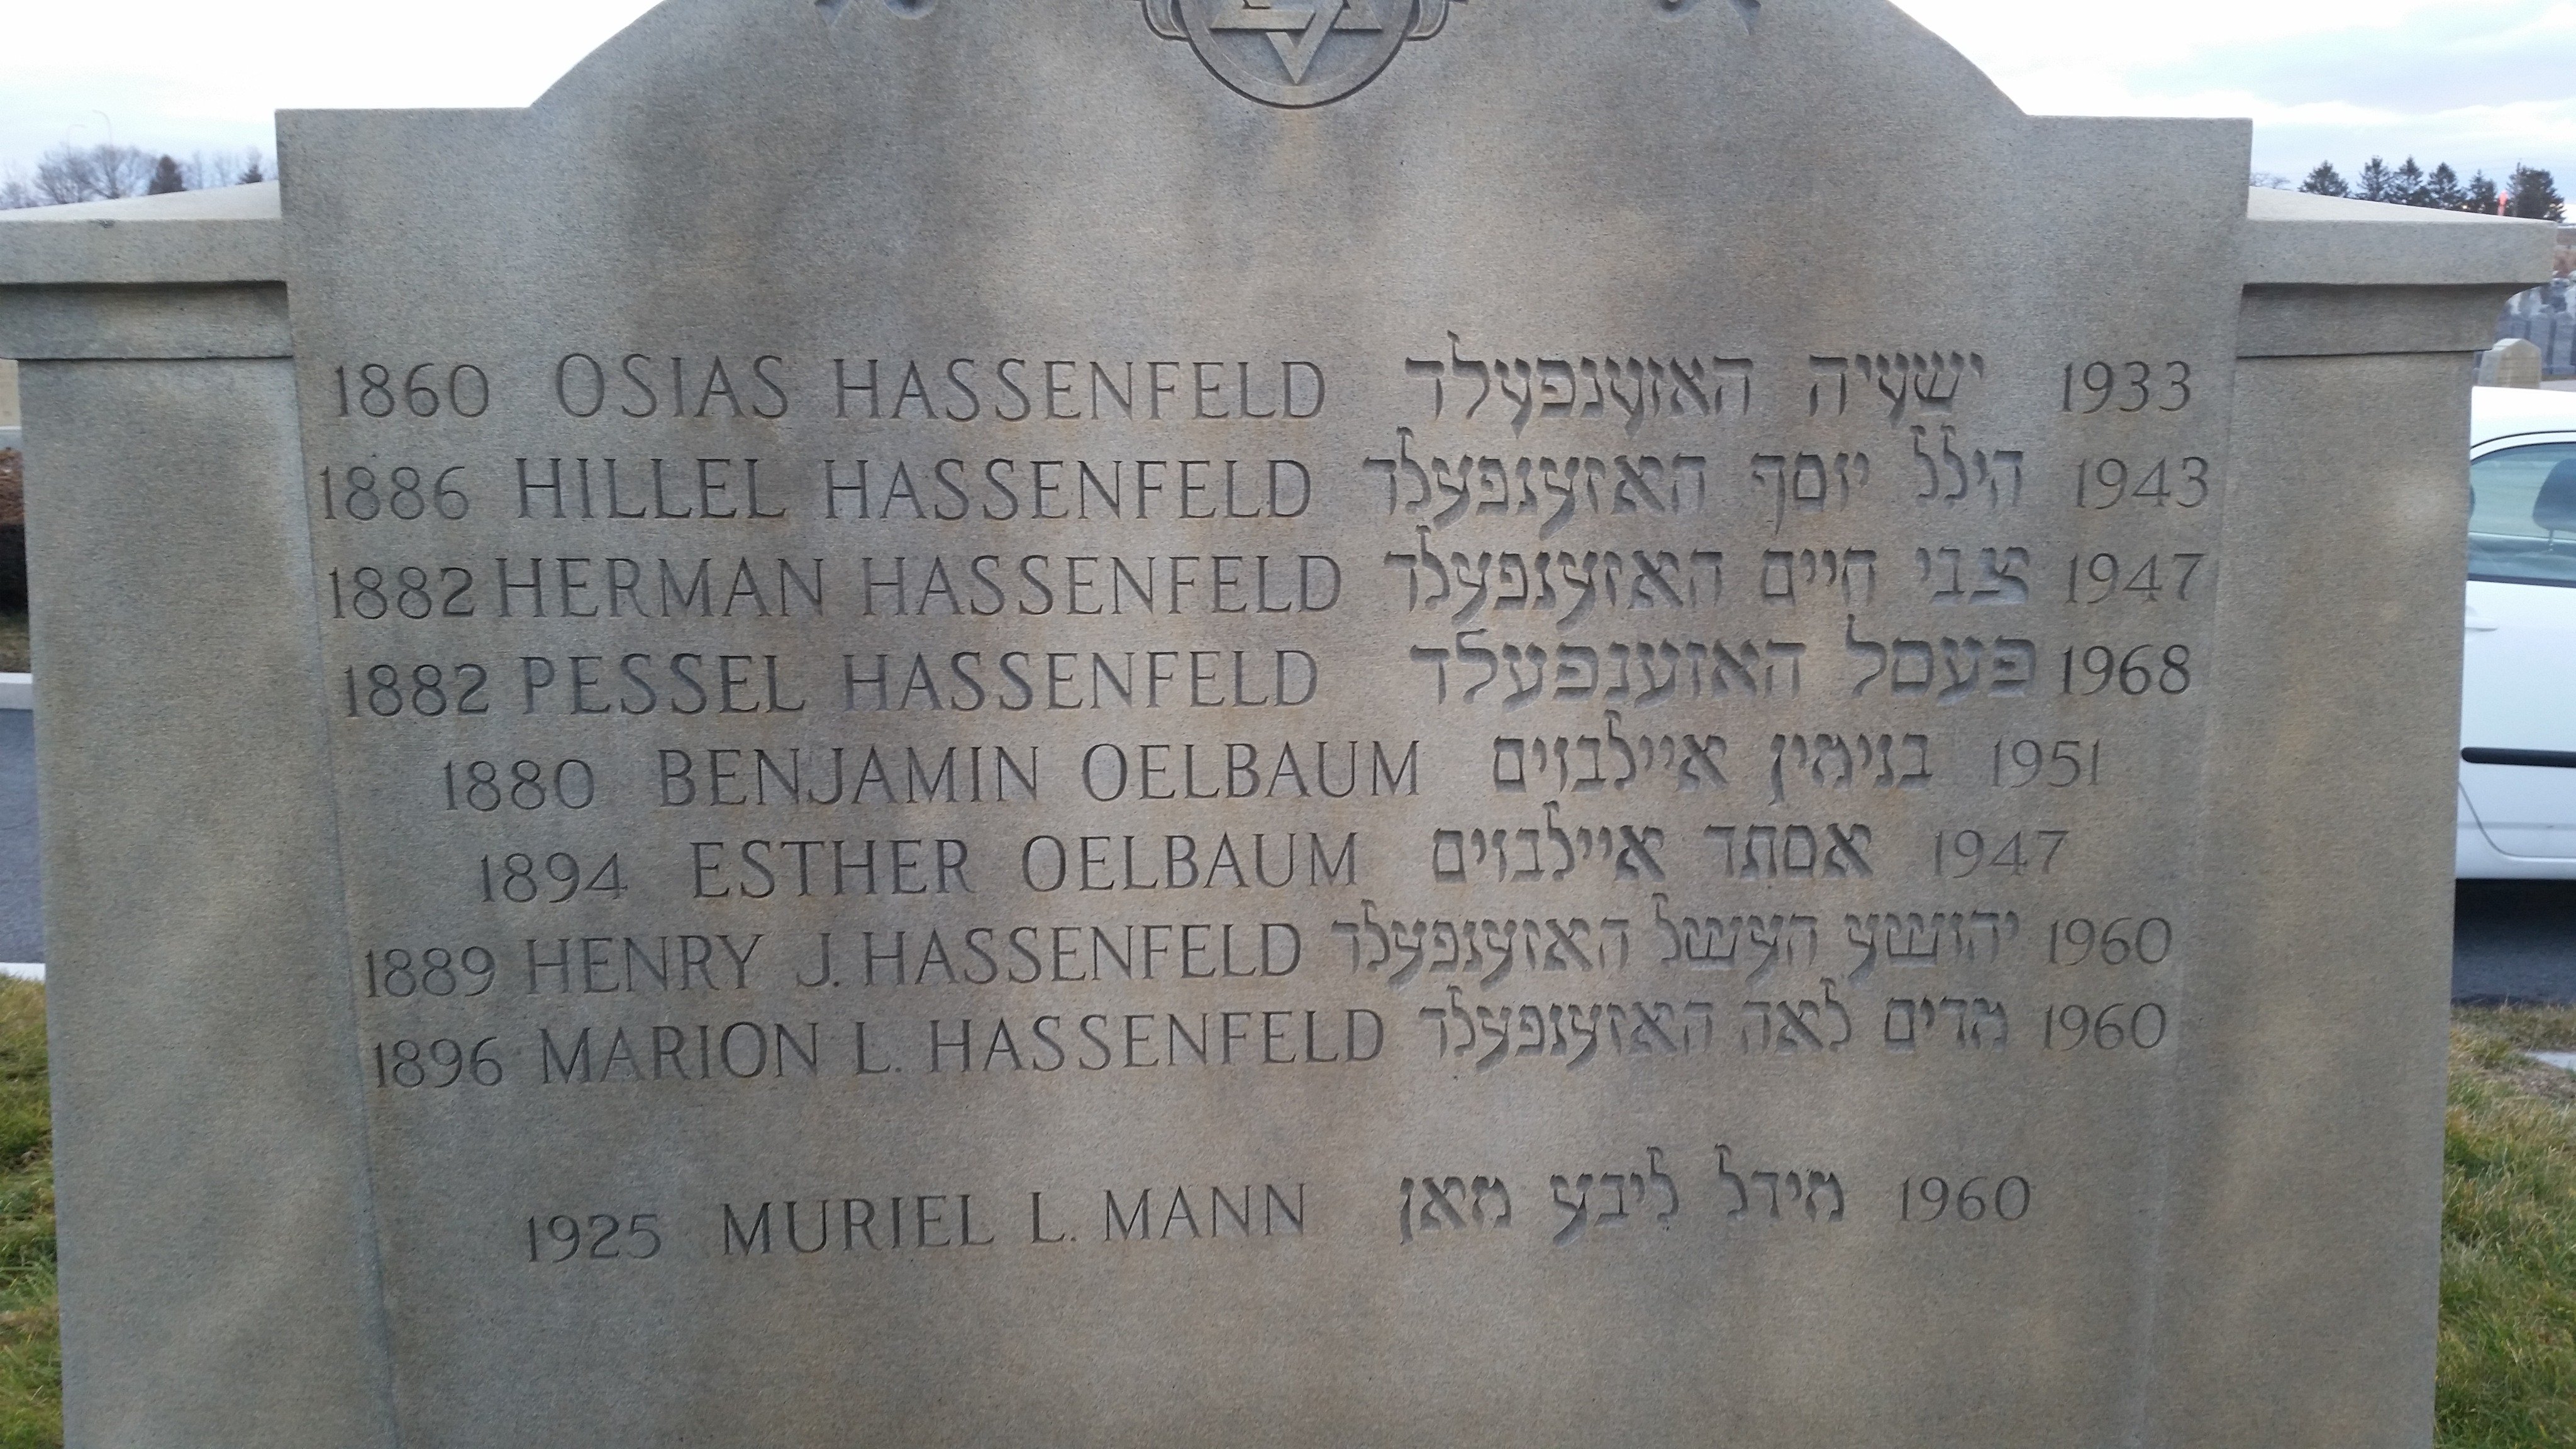 1860 OSIAS HASSENFELD ישעיה האזענפעלד 1933
1886 HILLEL HASSENFELD הילל יוסף האזענפעלד 1943
1882 HERMAN HASSENFELD צבי חיים האזענפעלד 1947
1882 PESSEL HASSENFELD פעסל האזענפעלד 1968
1880 BENJAMIN OELBAUM בנימין איילבוים 1951
1894 ESTHER OELBAUM אסתר איילבוים 1947
1889 HENRY J. HASSENFELD יהושע העשל האזענפעלד 1960
1896 MARION L. HASSENFELD מרים לאה האזענפעלד 1960
1925 MURIEL L. MANN מירל ליבע מאן 1960